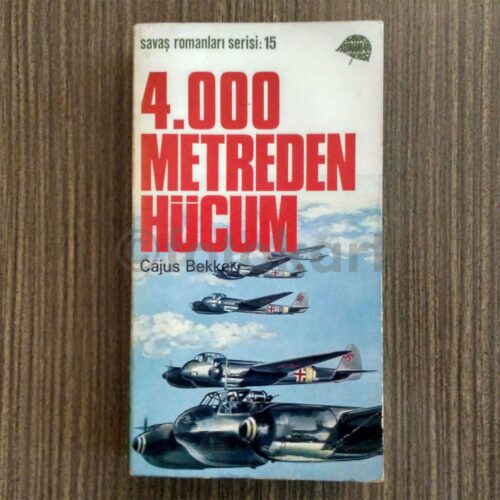 savaş romanları serisi: 15
4.000
METREDEN
HÜCUM
Cajus Bekker